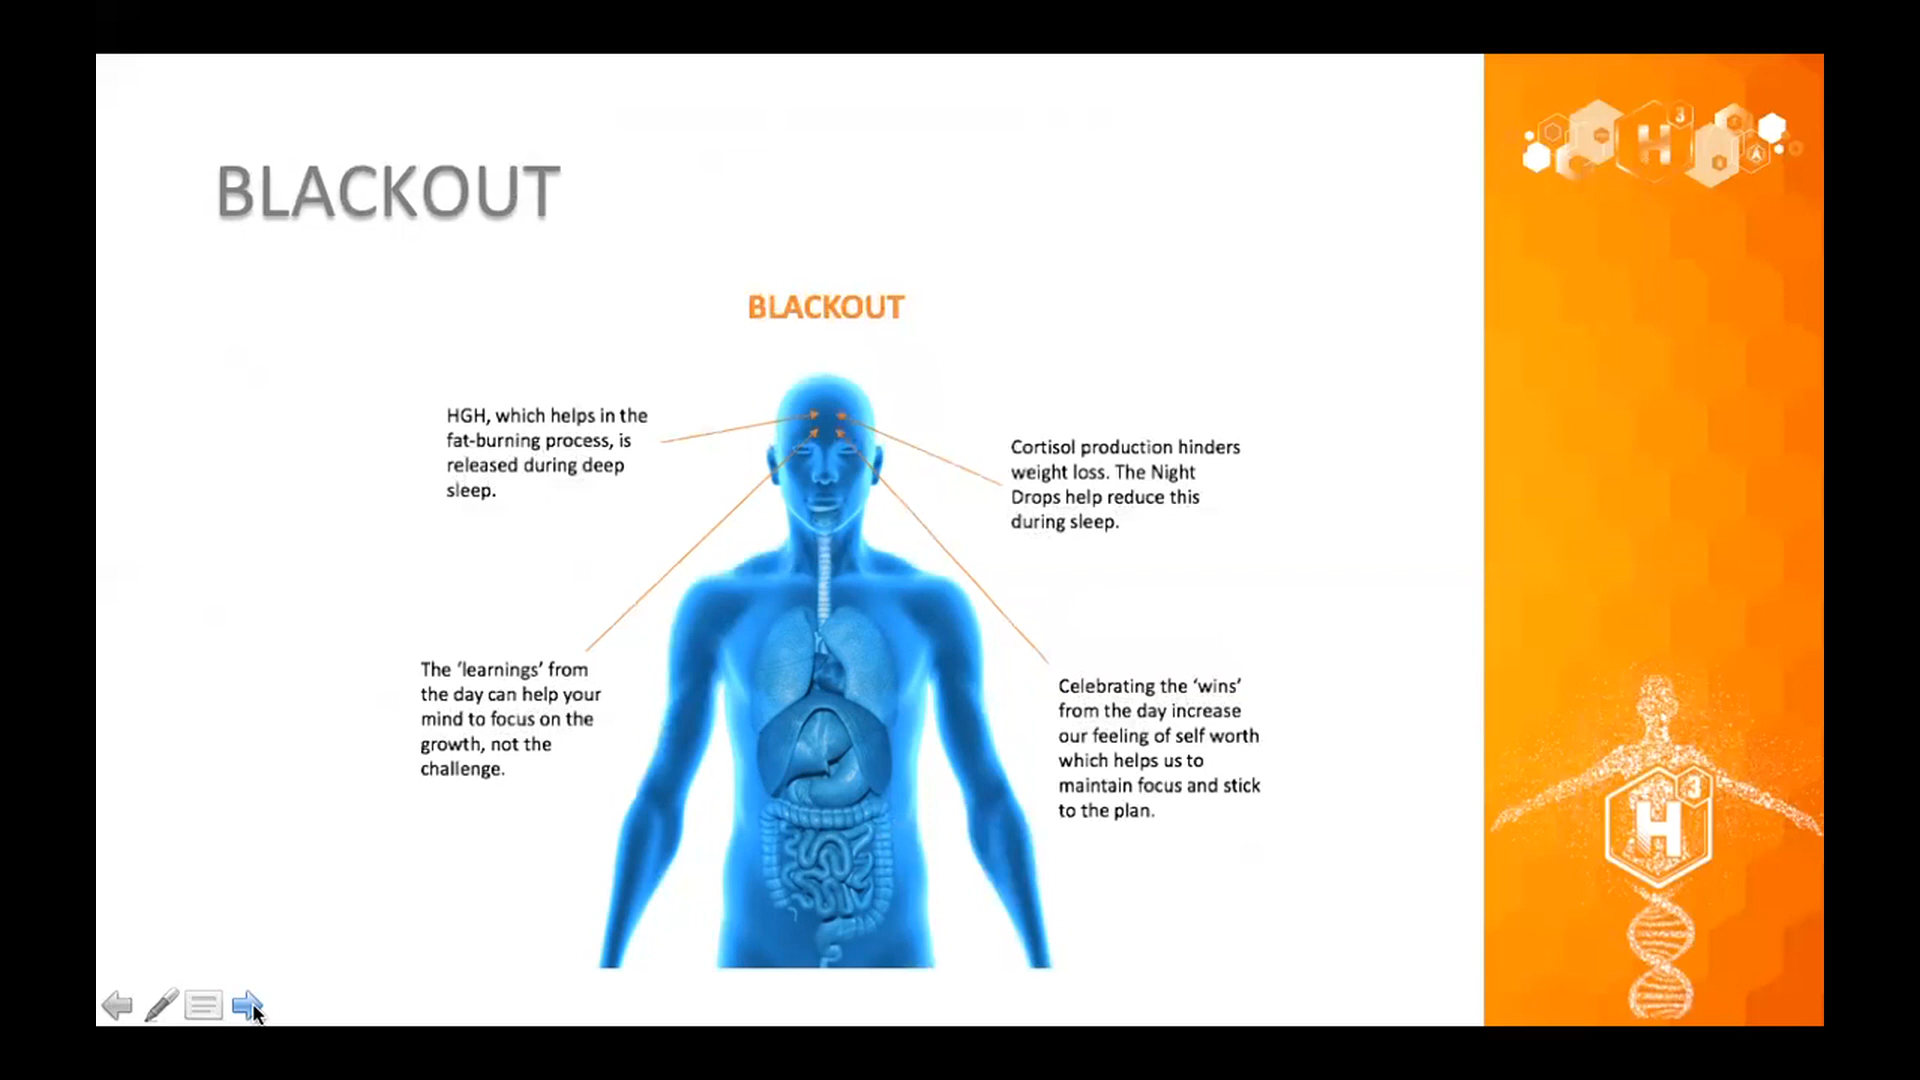 BLACKOUT
BLACKOUT
HGH, which helps in the
fat-burning process, is
released during deep
sleep.
Cortisol production hinders
weight loss. The Night
Drops help reduce this
during sleep.
The ‘learnings’ from
the day can help your
mind to focus on the
growth, not the
challenge.
Celebrating the ‘wins’
from the day increase
our feeling of self worth
which helps us to
maintain focus and stick
to the plan.
H3
H3